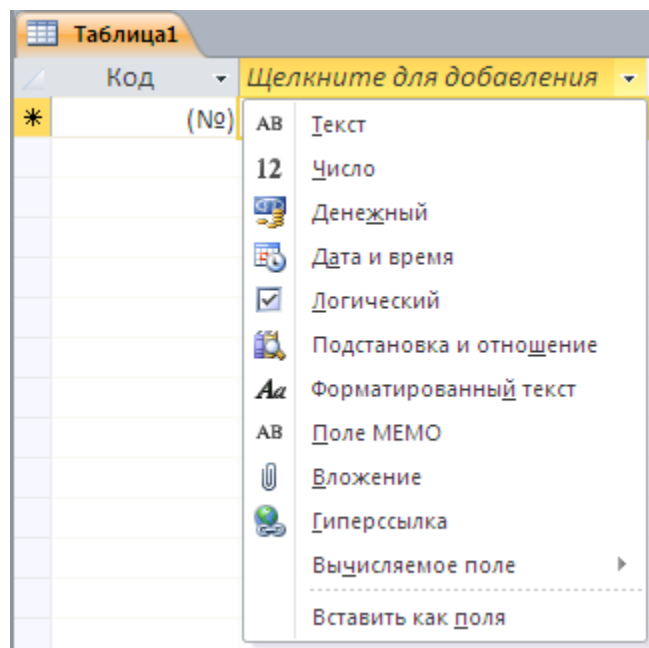 Таблица1
Код Щелкните для добавления
(№)
AB Текст
12 Число
Денежный
Дата и время
Логический
Подстановка и отношение
Aa Форматированный текст
AB Поле МЕМО
Вложение
Гиперссылка
Вычисляемое поле
Вставить как поля